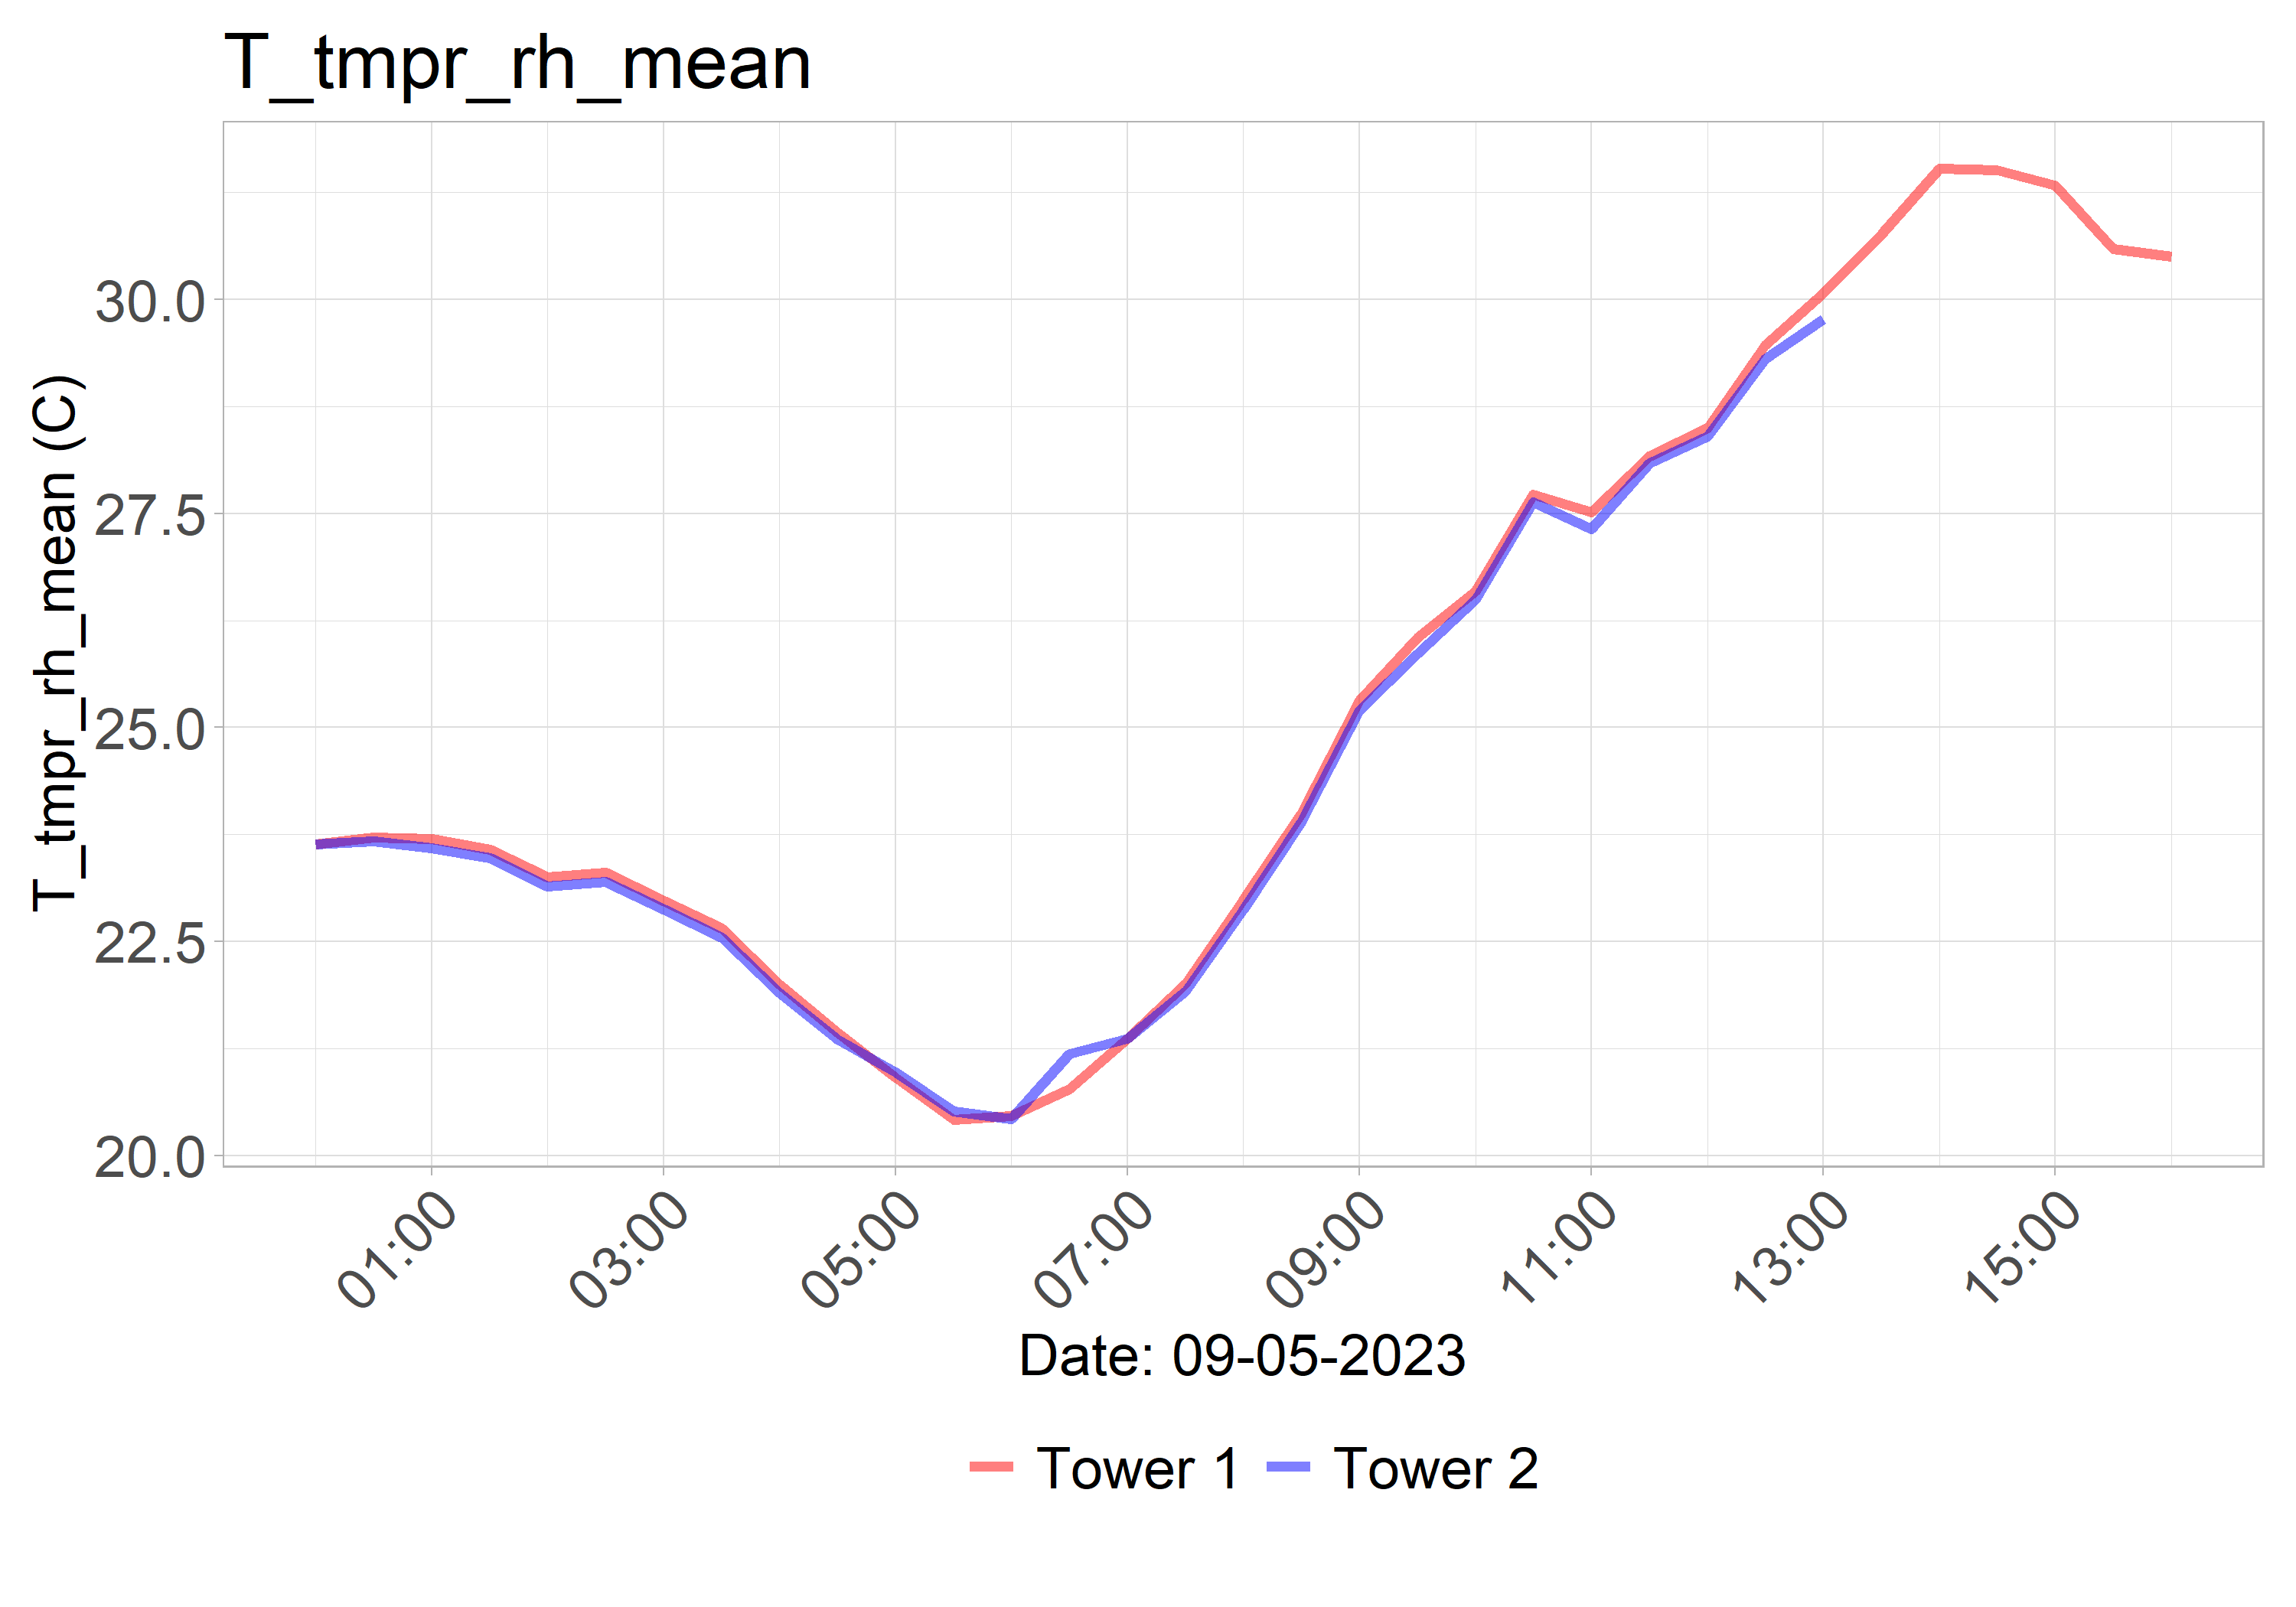 T_tmpr_rh_mean
T_tmpr_rh_mean (C)
30.0
27.5
25.0
22.5
20.0
01:00 03:00 05:00 07:00 09:00 11:00 13:00 15:00
Date: 09-05-2023
Tower 1 Tower 2